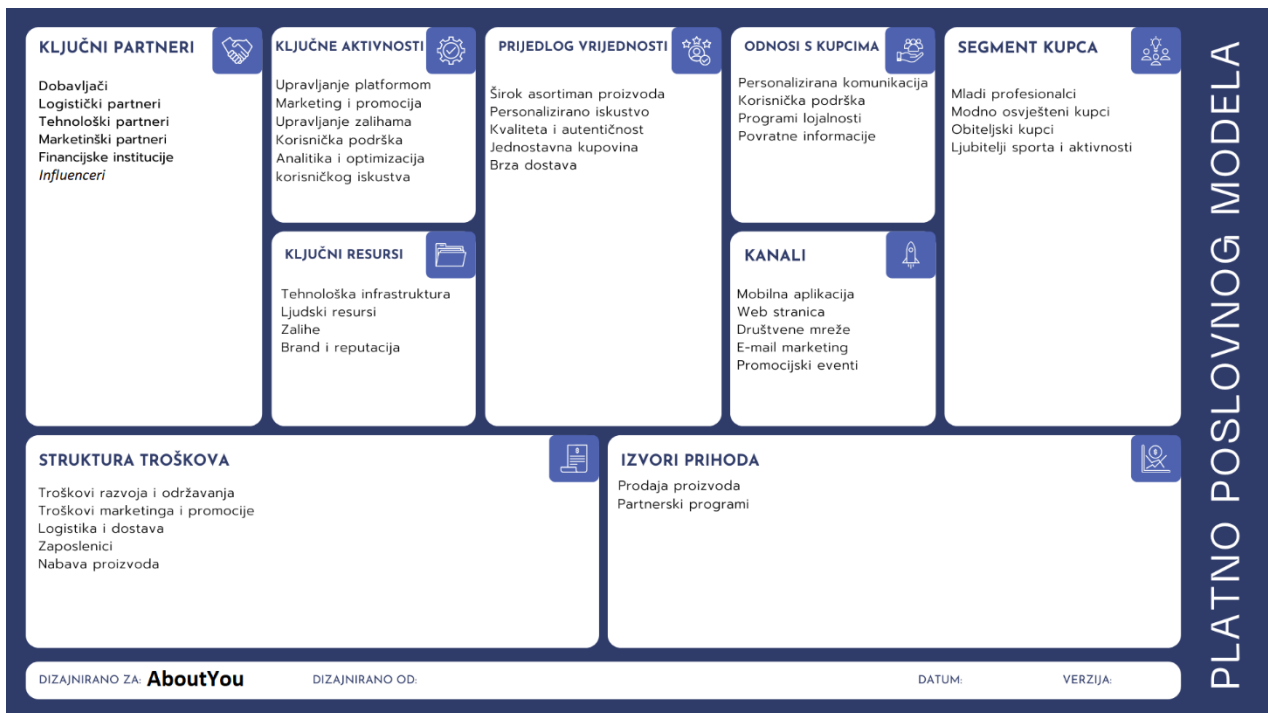 KLJUČNI PARTNERI
Dobavljači
Logistički partneri
Tehnološki partneri
Marketinški partneri
Financijske institucije
Influenceri
KLJUČNE AKTIVNOSTI
Upravljanje platformom
Marketing i promocija
Upravljanje zalihama
Korisnička podrška
Analitika i optimizacija
korisničkog iskustva
KLJUČNI RESURSI
Tehnološka infrastruktura
Ljudski resursi
Zalihe
Brand i reputacija
PRIJEDLOG VRIJEDNOSTI
Širok asortiman proizvoda
Personalizirano iskustvo
Kvaliteta i autentičnost
Jednostavna kupovina
Brza dostava
ODNOSI S KUPCIMA
Personalizirana komunikacija
Korisnička podrška
Programi lojalnosti
Povratne informacije
KANALI
Mobilna aplikacija
Web stranica
Društvene mreže
E-mail marketing
Promocijski eventi
SEGMENT KUPCA
Mladi profesionalci
Modno osvješteni kupci
Obiteljski kupci
Ljubitelji sporta i aktivnosti
STRUKTURA TROŠKOVA
Troškovi razvoja i održavanja
Troškovi marketinga i promocije
Logistika i dostava
Zaposlenici
Nabava proizvoda
IZVORI PRIHODA
Prodaja proizvoda
Partnerski programi
DIZAJNIRANO ZA: AboutYou
DIZAJNIRANO OD:
DATUM:
VERZIJA:
PLATNO POSLOVNOG MODELA